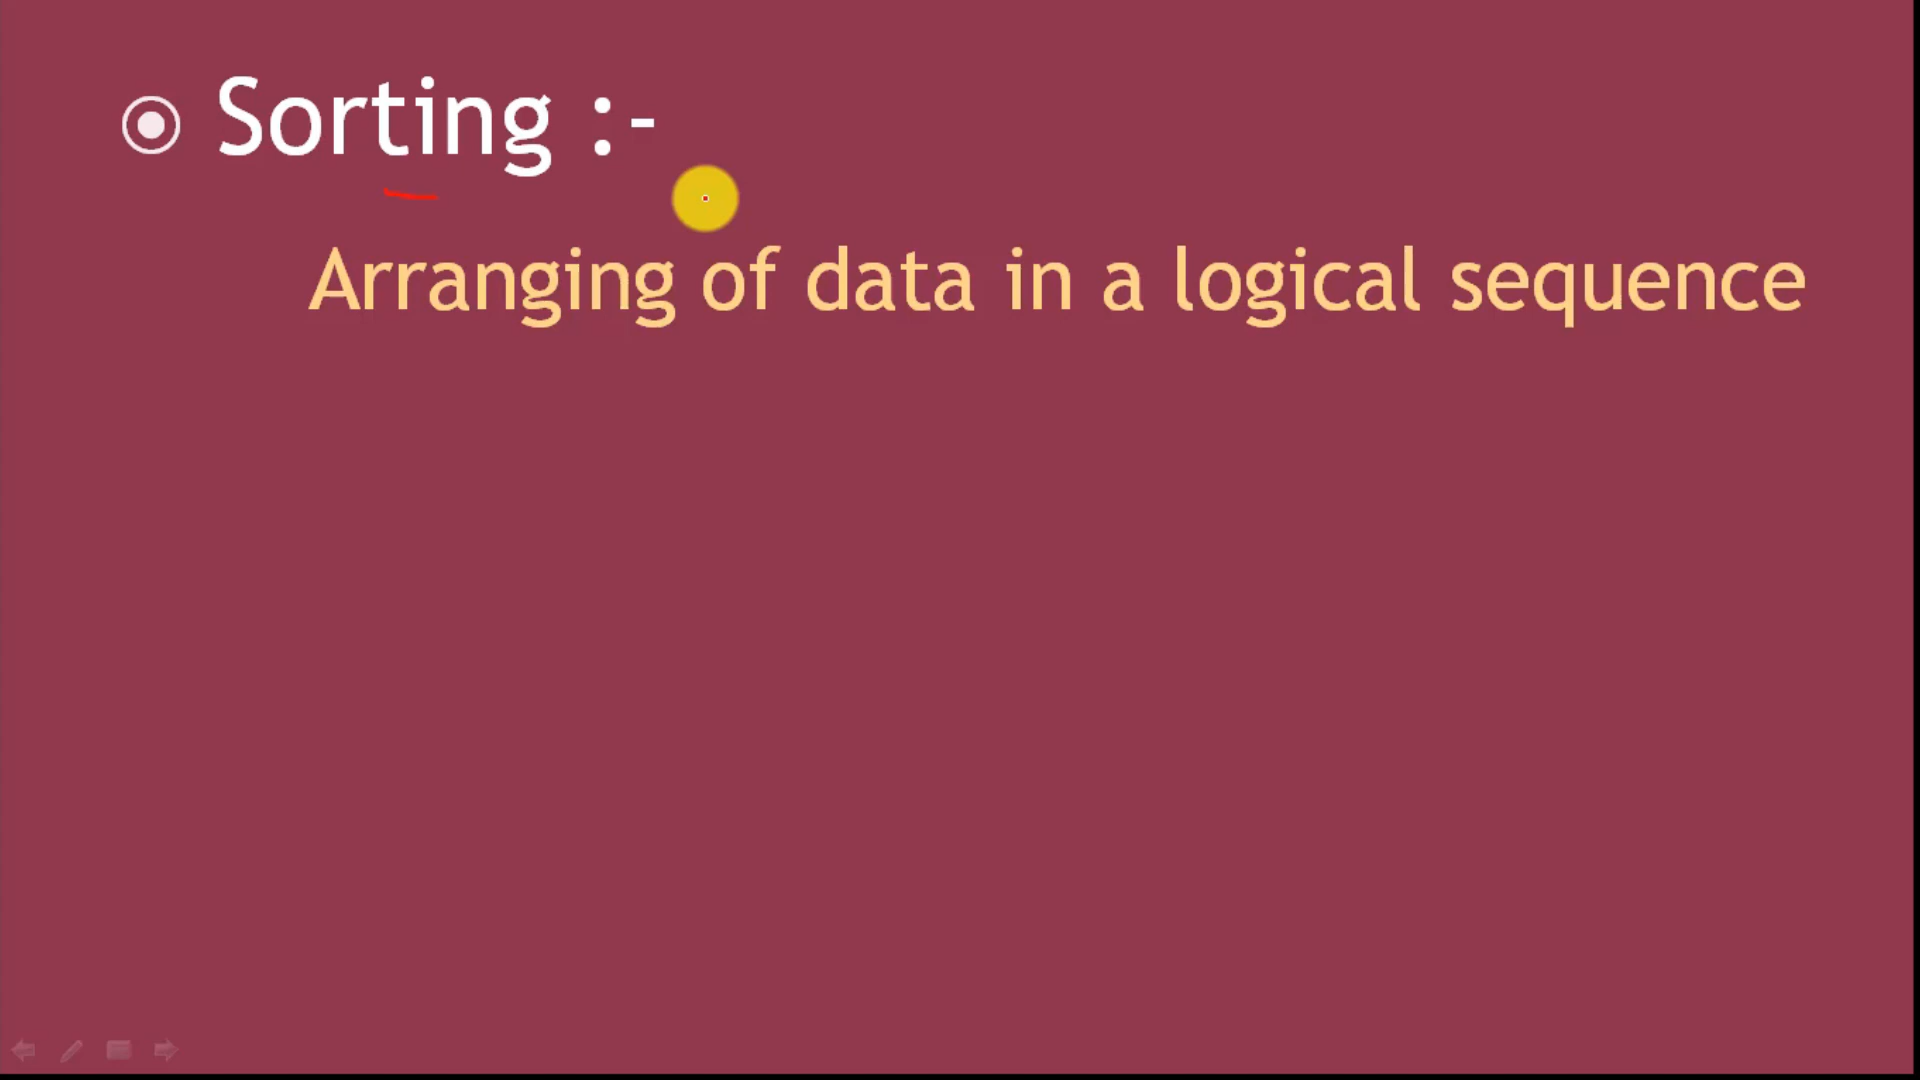 Sorting :-
Arranging of data in a logical sequence